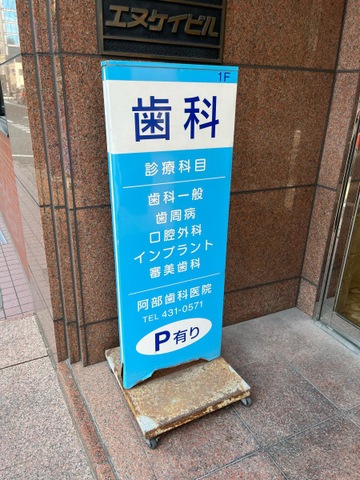 エヌケイビル
1F
歯科
診療科目
歯科一般
歯周病
口腔外科
インプラント
審美歯科
阿部歯科医院
TEL 431-0571
P有り